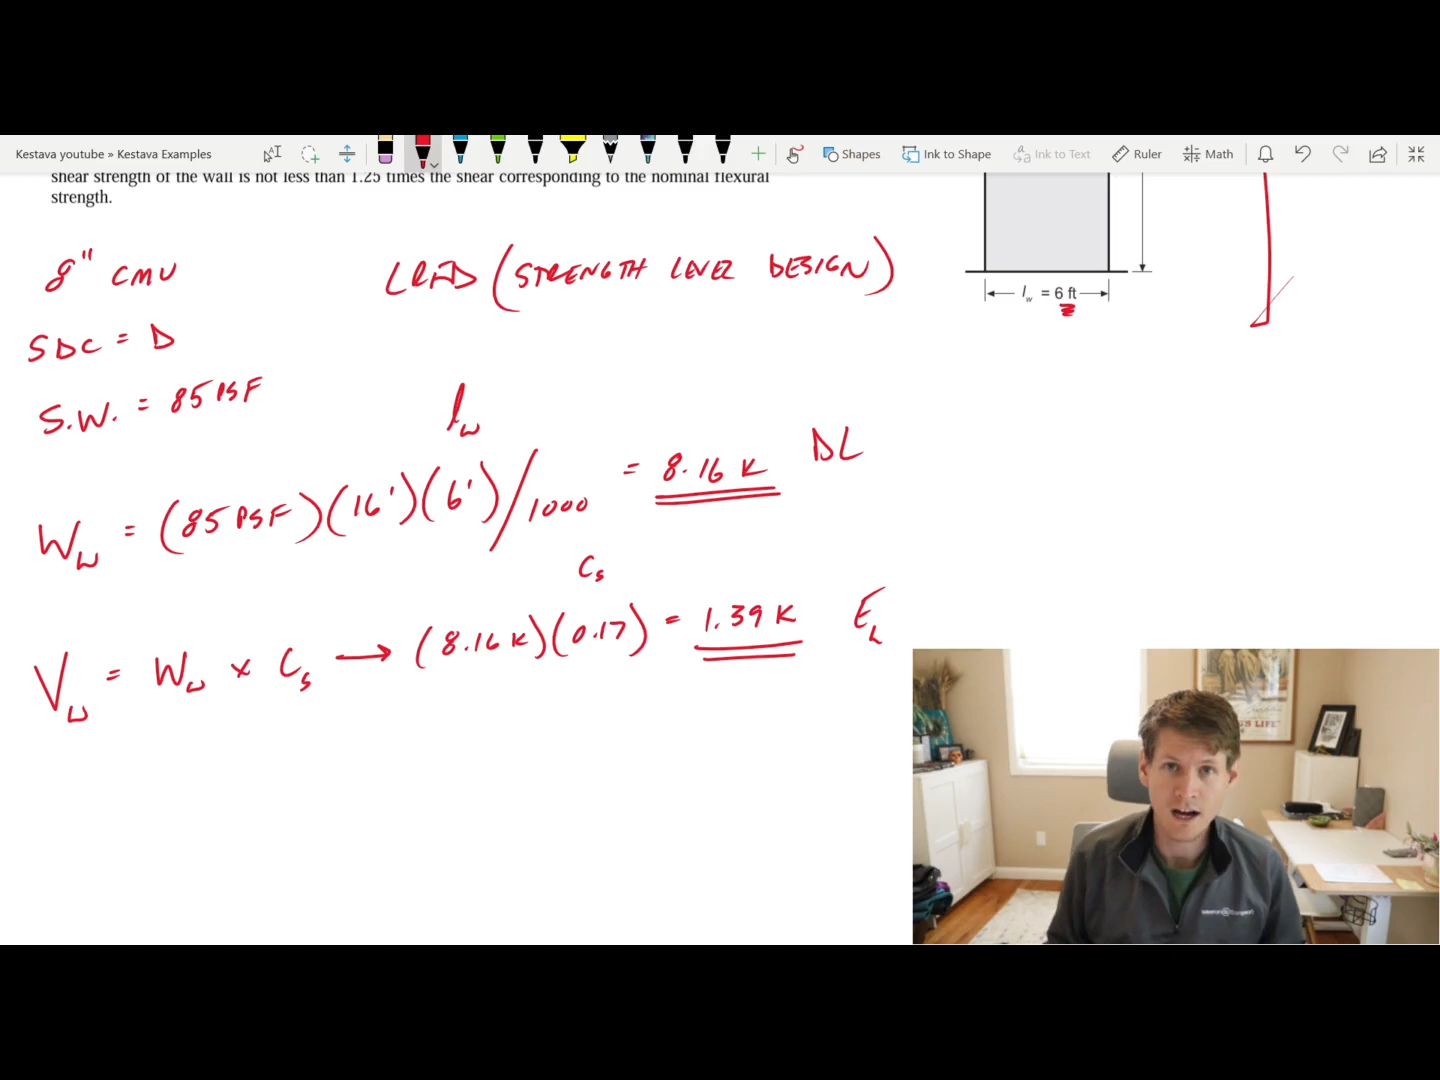 Kestava youtube » Kestava Examples
Shapes Ink to Shape Ink to Text Ruler Math
shear strength of the wall is not less than 1.25 times the shear corresponding to the nominal flexural
strength.
8" CMU LRFD (STRENGTH LEVEL DESIGN)
l_w = 6 ft
SDC = D
S.W. = 85 PSF
l_w
W_w = (85 PSF)(16')(6')/1000 = 8.16 K DL
C_s
V_w = W_w x C_s → (8.16 K)(0.17) = 1.39 K E_h